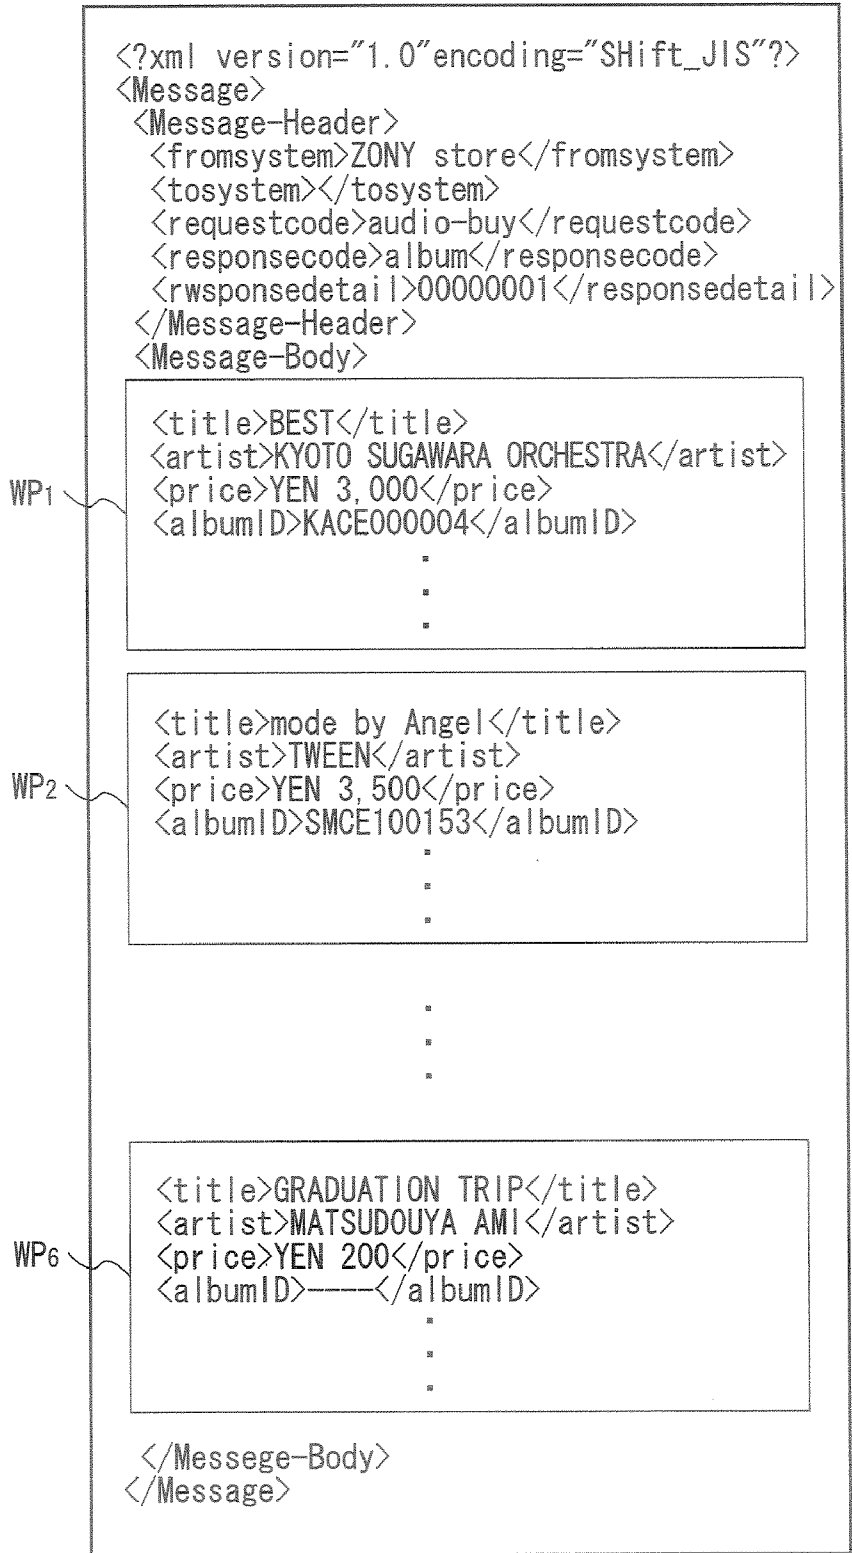 <?xml version="1.0"encoding="SHift_JIS"?>
<Message>
<Message-Header>
<fromsystem>ZONY store</fromsystem>
<tosystem></tosystem>
<requestcode>audio-buy</requestcode>
<responsecode>album</responsecode>
<rwsponsedetail>00000001</responsedetail>
</Message-Header>
<Message-Body>
WP1
<title>BEST</title>
<artist>KYOTO SUGAWARA ORCHESTRA</artist>
<price>YEN 3,000</price>
<albumID>KACE000004</albumID>
WP2
<title>mode by Angel</title>
<artist>TWEEN</artist>
<price>YEN 3,500</price>
<albumID>SMCE100153</albumID>
WP6
<title>GRADUATION TRIP</title>
<artist>MATSUDOUYA AMI</artist>
<price>YEN 200</price>
<albumID>----</albumID>
</Messege-Body>
</Message>